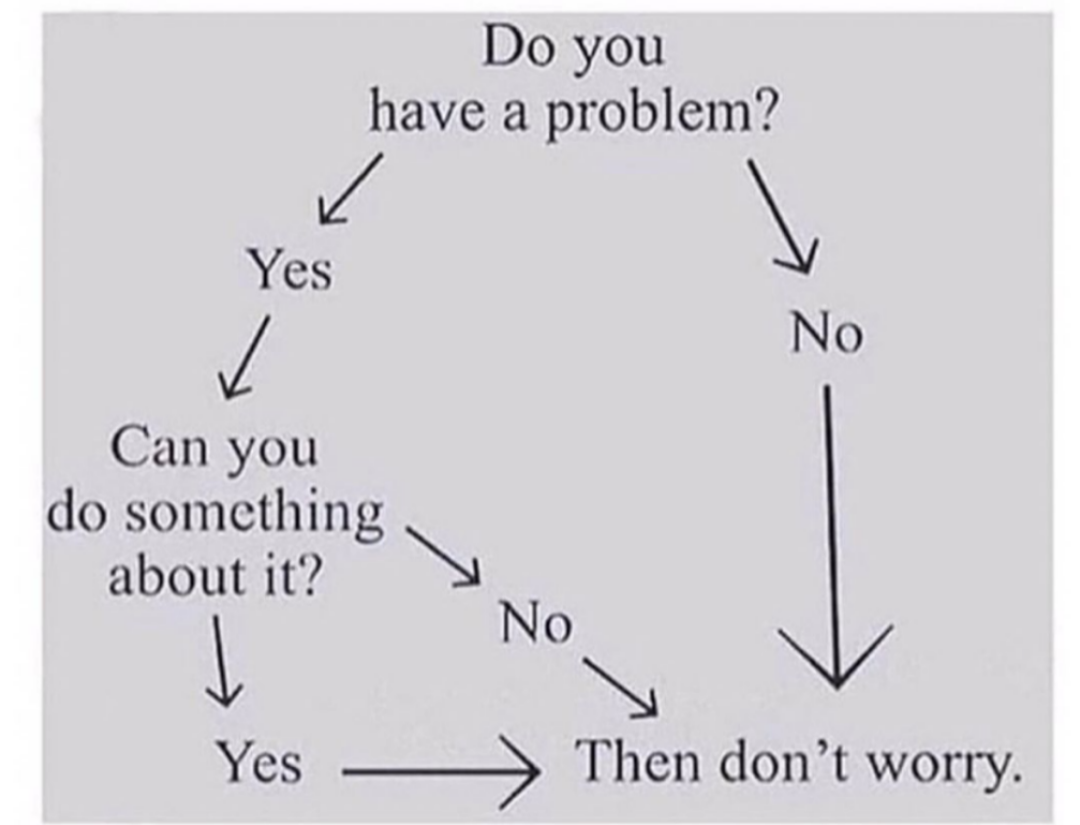 Do you
have a problem?
Yes
No
Can you
do something
about it?
No
Yes
Then don't worry.